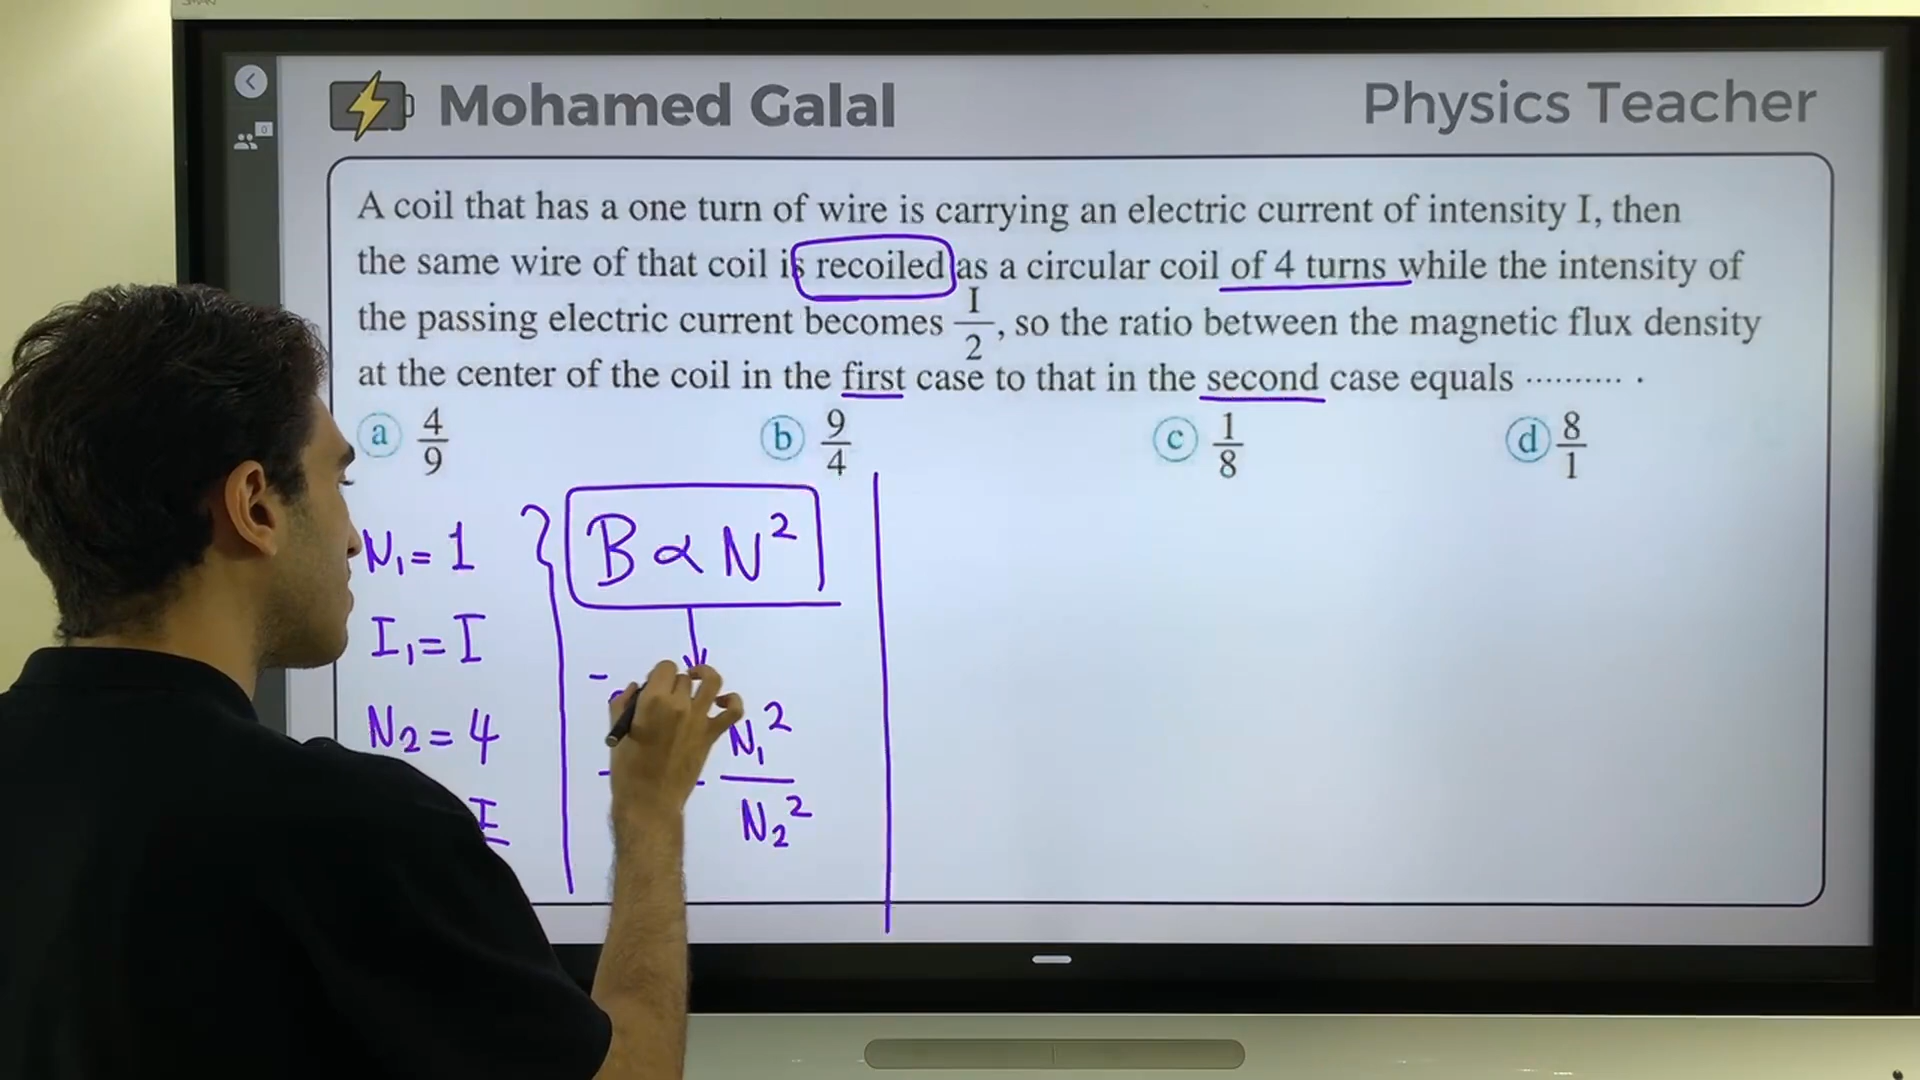 Mohamed Galal
Physics Teacher
0
A coil that has a one turn of wire is carrying an electric current of intensity I, then
the same wire of that coil is recoiled as a circular coil of 4 turns while the intensity of
the passing electric current becomes I/2, so the ratio between the magnetic flux density
at the center of the coil in the first case to that in the second case equals ·········· .
a 4/9
b 9/4
c 1/8
d 8/1
N₁ = 1
I₁ = I
N₂ = 4
I
B ∝ N²
N₁²
N₂²